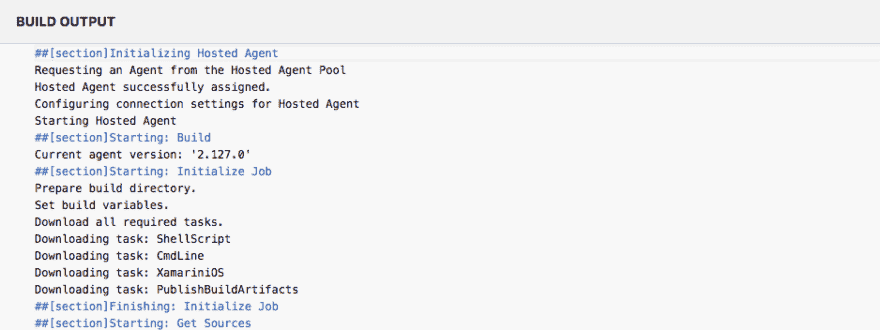 BUILD OUTPUT
##[section]Initializing Hosted Agent
Requesting an Agent from the Hosted Agent Pool
Hosted Agent successfully assigned.
Configuring connection settings for Hosted Agent
Starting Hosted Agent
##[section]Starting: Build
Current agent version: '2.127.0'
##[section]Starting: Initialize Job
Prepare build directory.
Set build variables.
Download all required tasks.
Downloading task: ShellScript
Downloading task: CmdLine
Downloading task: XamariniOS
Downloading task: PublishBuildArtifacts
##[section]Finishing: Initialize Job
##[section]Starting: Get Sources